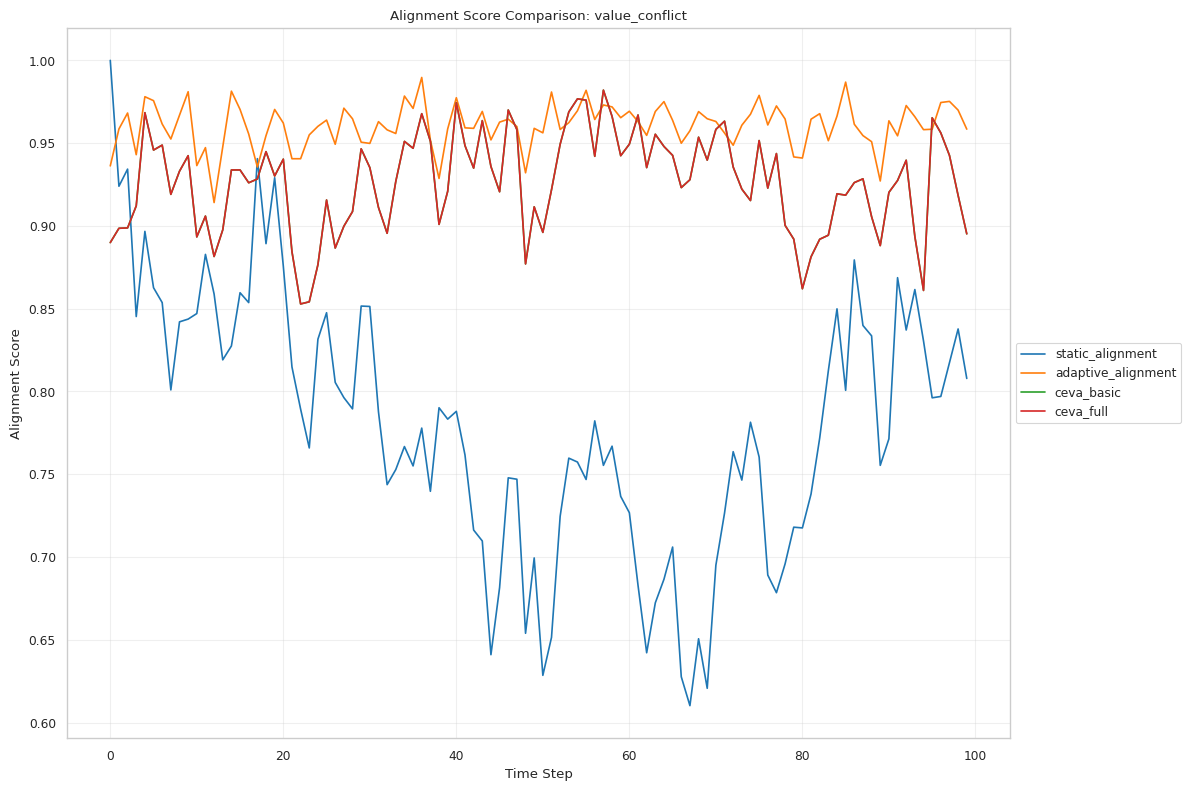 Alignment Score Comparison: value_conflict
1.00
0.95
0.90
0.85
0.80
0.75
0.70
0.65
0.60
Alignment Score
0
20
40
60
80
100
Time Step
static_alignment
adaptive_alignment
ceva_basic
ceva_full